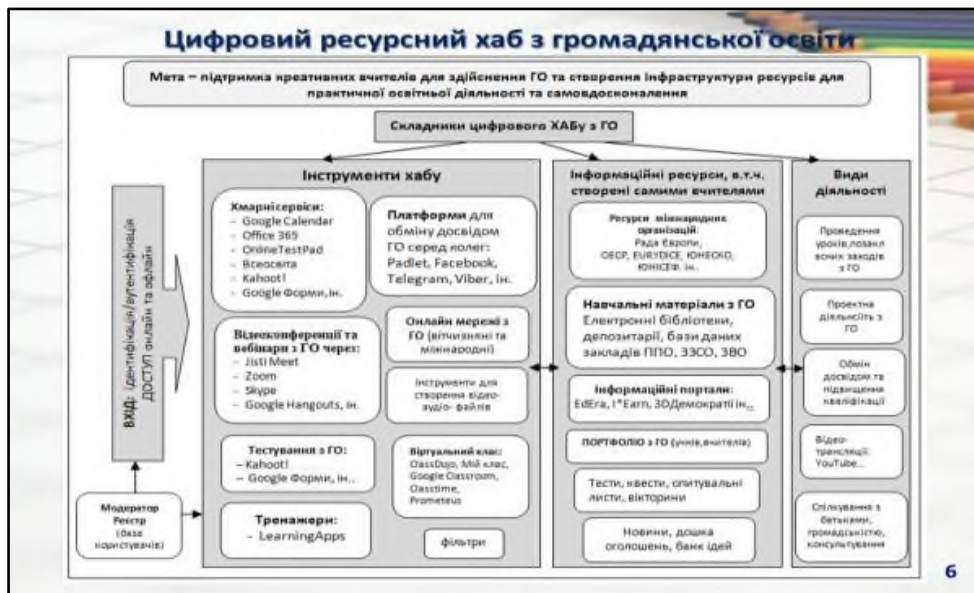 Цифровий ресурсний хаб з громадянської освіти
Мета – підтримка креативних вчителів для здійснення ГО та створення інфраструктури ресурсів для
практичної освітньої діяльності та самовдосконалення
Складники цифрового ХАБу з ГО
ВХІД: ідентифікація/аутентифікація
ДОСТУП онлайн та офлайн
Модератор
Реєстр
(база
користувачів)
Інструменти хабу
Хмарні сервіси:
– Google Calendar
– Office 365
– OnlineTestPad
– Всеосвіта
– Kahoot!
– Google Форми, ін.
Відеоконференції та
вебінари з ГО через:
– Jisti Meet
– Zoom
– Skype
– Google Hangouts, ін.
Тестування з ГО:
– Kahoot!
– Google Форми, ін..
Тренажери:
– LearningApps
Платформи для
обміну досвідом
ГО серед колег:
Padlet, Facebook,
Telegram, Viber, ін.
Онлайн мережі з
ГО (вітчизняні та
міжнародні)
Інструменти для
створення відео-
аудіо- файлів
Віртуальний клас:
ClassDojo, Мій клас,
Google Classroom,
Classtime,
Prometeus
фільтри
Інформаційні ресурси, в.т.ч.
створені самими вчителями
Ресурси міжнародних
організацій:
Рада Європи,
ОЕСР, EURYDICE, ЮНЕСКО,
ЮНІСЕФ, ін..
Навчальні матеріали з ГО
Електронні бібліотеки,
депозитарії, бази даних
закладів ППО, ЗЗСО, ЗВО
Інформаційні портали:
EdEra, I*Earn, 3DДемократії ін...
ПОРТФОЛІО з ГО (учнів, вчителів)
Тести, квести, опитувальні
листи, вікторини
Новини, дошка
оголошень, банк ідей
Види
діяльності
Проведення
уроків, позакл
асних заходів
з ГО
Проектна
діяльність з
ГО
Обмін
досвідом та
підвищення
кваліфікації
Відео-
трансляції:
YouTube...
Спілкування з
батьками,
громадськістю,
консультування
6